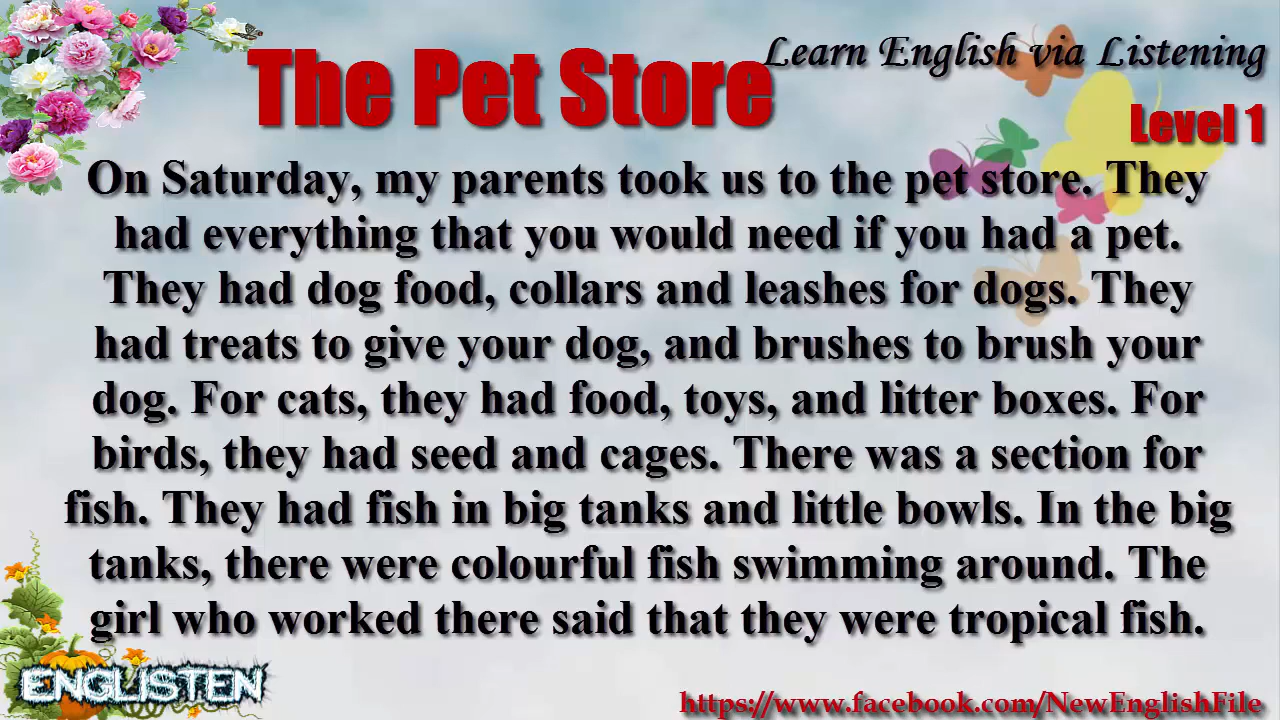 Learn English via Listening
The Pet Store
Level 1
On Saturday, my parents took us to the pet store. They
had everything that you would need if you had a pet.
They had dog food, collars and leashes for dogs. They
had treats to give your dog, and brushes to brush your
dog. For cats, they had food, toys, and litter boxes. For
birds, they had seed and cages. There was a section for
fish. They had fish in big tanks and little bowls. In the big
tanks, there were colourful fish swimming around. The
girl who worked there said that they were tropical fish.
ENGLISTEN
https://www.facebook.com/NewEnglishFile